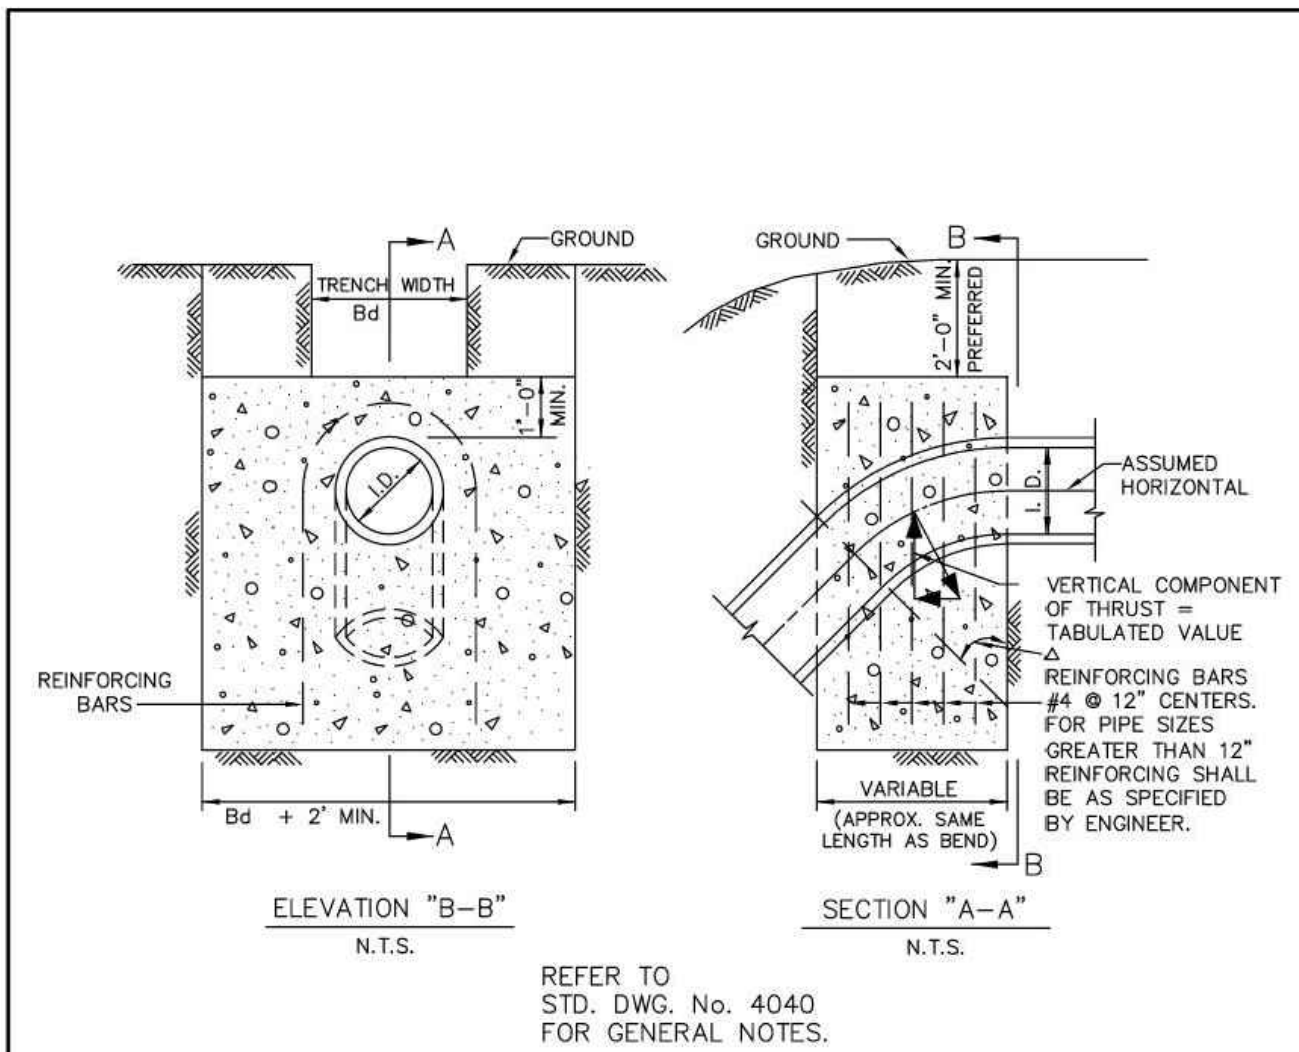 A
GROUND
TRENCH WIDTH
Bd
1'-0"
MIN.
I.D.
REINFORCING
BARS
Bd + 2' MIN.
A
ELEVATION "B-B"
N.T.S.
GROUND
B
2'-0" MIN.
PREFERRED
I. D.
ASSUMED
HORIZONTAL
VERTICAL COMPONENT
OF THRUST =
TABULATED VALUE
△
REINFORCING BARS
#4 @ 12" CENTERS.
FOR PIPE SIZES
GREATER THAN 12"
REINFORCING SHALL
BE AS SPECIFIED
BY ENGINEER.
VARIABLE
(APPROX. SAME
LENGTH AS BEND)
B
SECTION "A-A"
N.T.S.
REFER TO
STD. DWG. No. 4040
FOR GENERAL NOTES.